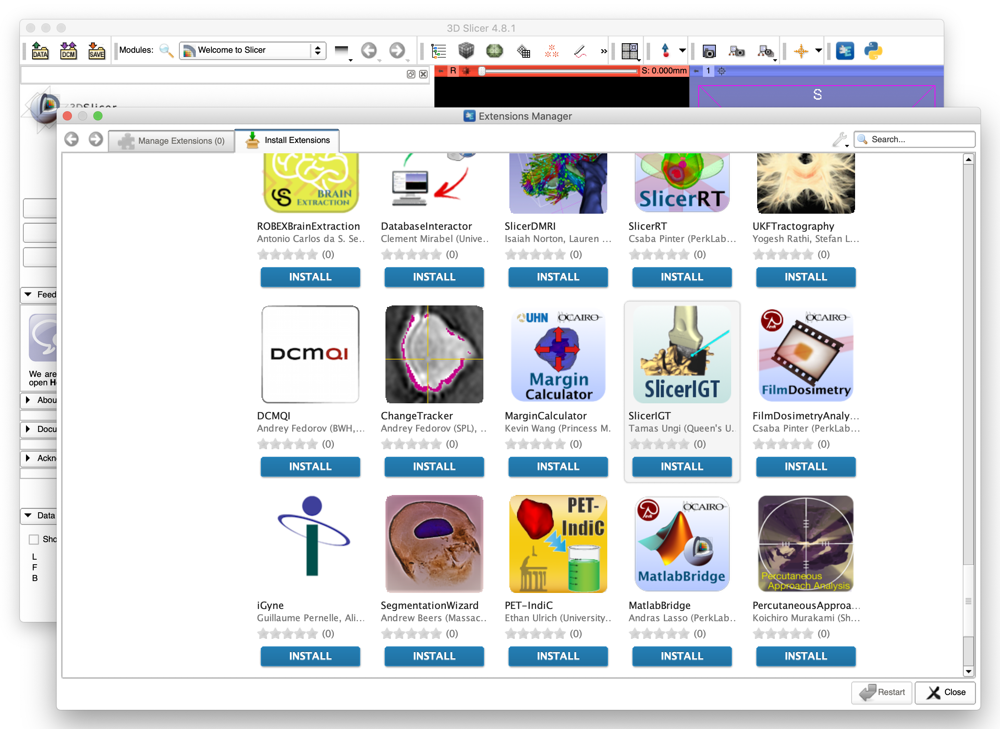 3D Slicer 4.8.1
DATA DCM SAVE Modules: Welcome to Slicer
R S: 0.000mm 1
S
3DSlicer
Extensions Manager
Manage Extensions (0) Install Extensions Search...
BRAIN
EXTRACTION
SlicerRT
ROBEXBrainExtraction DatabaseInteractor SlicerDMRI SlicerRT UKFTractography
Antonio Carlos da S. Se... Clement Mirabel (Unive... Isaiah Norton, Lauren ... Csaba Pinter (PerkLab... Yogesh Rathi, Stefan L...
(0) (0) (0) (0) (0)
INSTALL INSTALL INSTALL INSTALL INSTALL
Feed
We are
open H
Abou
Docu
Ackn
Data
Sho
L
F
B
DCMQI
UHN OCAIRO
Margin
Calculator
SlicerIGT
Perk OCAIRO
FilmDosimetry
DCMQI ChangeTracker MarginCalculator SlicerIGT FilmDosimetryAnaly...
Andrey Fedorov (BWH,... Andrey Fedorov (SPL), .. Kevin Wang (Princess M. Tamas Ungi (Queen's U.. Csaba Pinter (PerkLab...
(0) (0) (0) (0) (0)
INSTALL INSTALL INSTALL INSTALL INSTALL
PET-
IndiC
Perk OCAIRO
MatlabBridge
Percutaneous
Approach Analysis
iGyne SegmentationWizard PET-IndiC MatlabBridge PercutaneousApproa...
Guillaume Pernelle, Ali... Andrew Beers (Massac.. Ethan Ulrich (University.. Andras Lasso (PerkLab.. Koichiro Murakami (Sh...
(0) (0) (0) (0) (0)
INSTALL INSTALL INSTALL INSTALL INSTALL
Restart Close